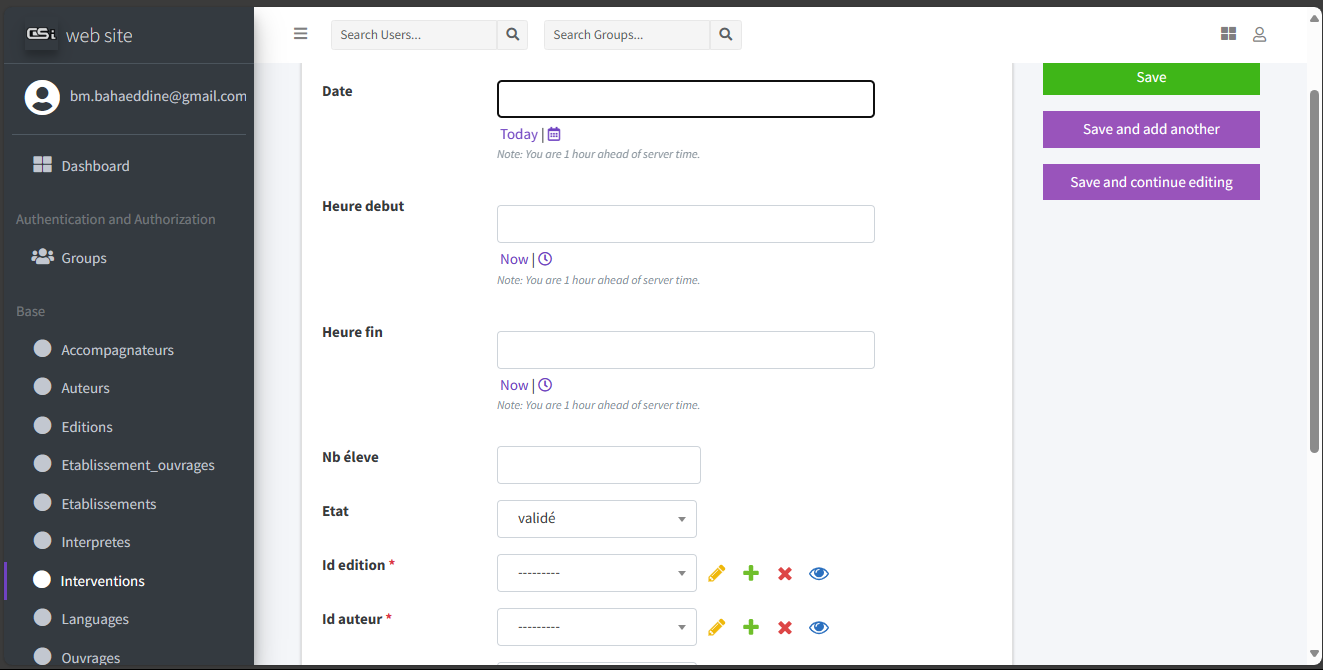 GSi web site
bm.bahaeddine@gmail.com
Dashboard
Authentication and Authorization
Groups
Base
Accompagnateurs
Auteurs
Editions
Etablissement_ouvrages
Etablissements
Interpretes
Interventions
Languages
Ouvrages
Search Users...
Search Groups...
Date
Today |
Note: You are 1 hour ahead of server time.
Heure debut
Now |
Note: You are 1 hour ahead of server time.
Heure fin
Now |
Note: You are 1 hour ahead of server time.
Nb éleve
Etat
validé
Id edition *
---------
Id auteur *
---------
Save
Save and add another
Save and continue editing